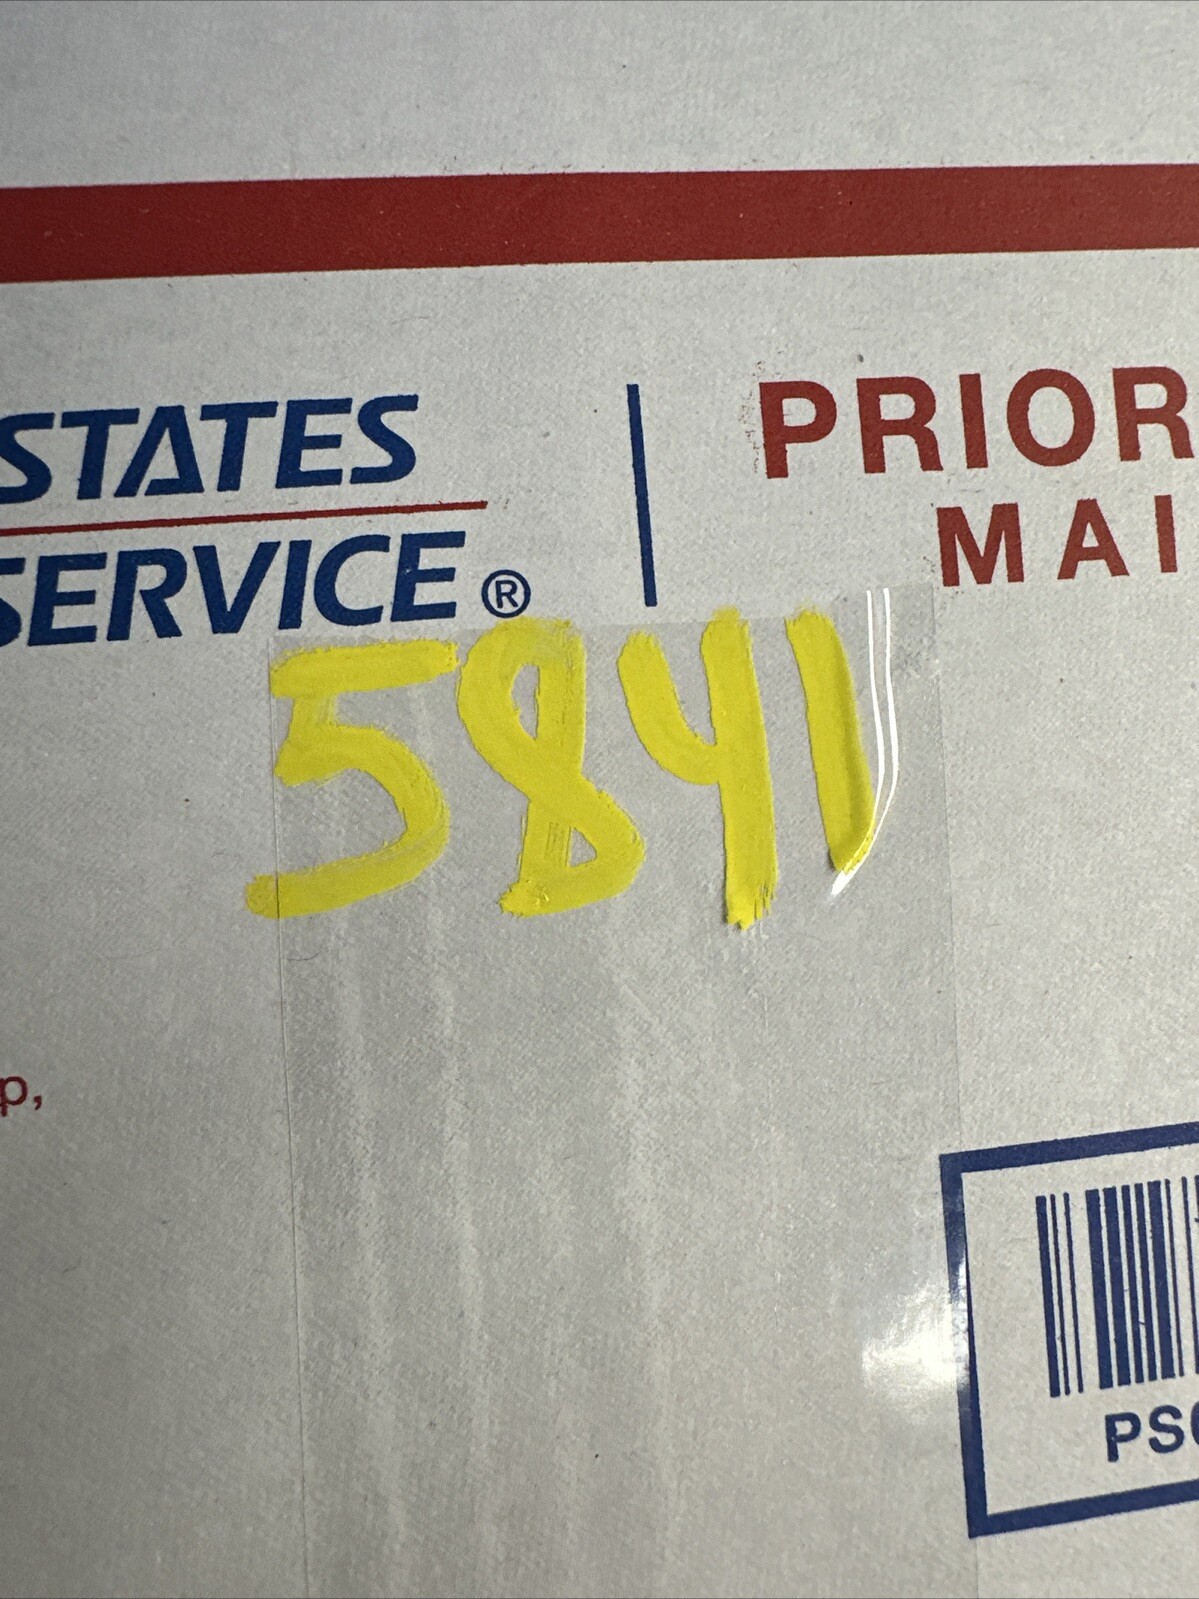 STATES
SERVICE®
PRIOR
MAI
5841
p,
PS